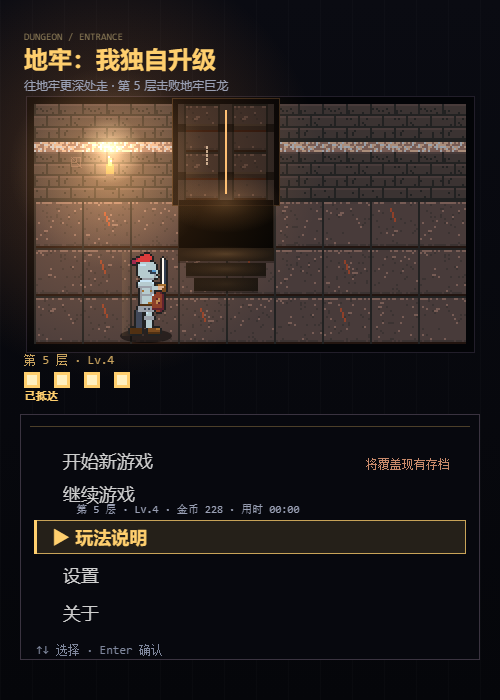 DUNGEON / ENTRANCE
地牢: 我独自升级
往地牢更深处走 · 第 5 层击败地牢巨龙
第 5 层 · Lv.4
已抵达
开始新游戏 将覆盖现有存档
继续游戏
第 5 层 · Lv.4 · 金币 228 · 用时 00:00
▶ 玩法说明
设置
关于
↑↓ 选择 · Enter 确认